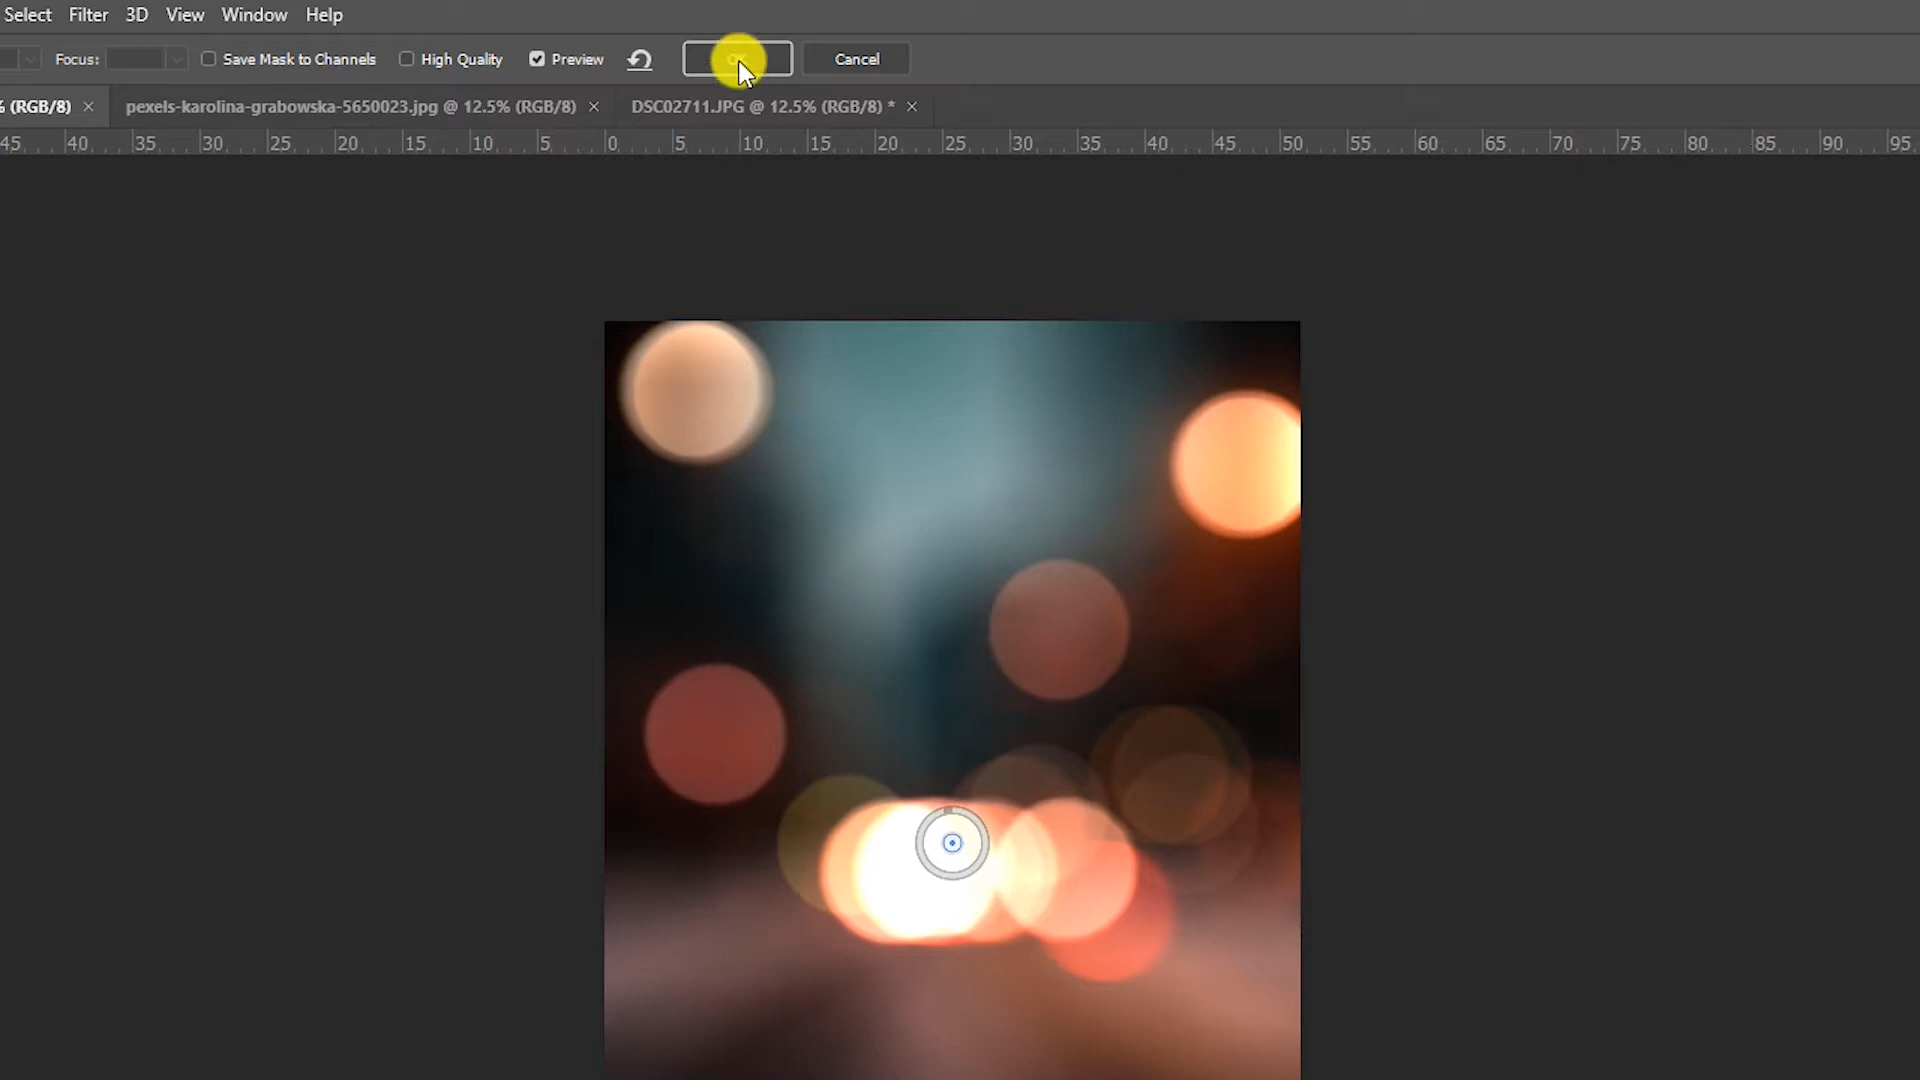 Select Filter 3D View Window Help
Focus: Save Mask to Channels High Quality Preview Cancel
% (RGB/8) × pexels-karolina-grabowska-5650023.jpg @ 12.5% (RGB/8) × DSC02711.JPG @ 12.5% (RGB/8) * ×
45 40 35 30 25 20 15 10 5 0 5 10 15 20 25 30 35 40 45 50 55 60 65 70 75 80 85 90 95